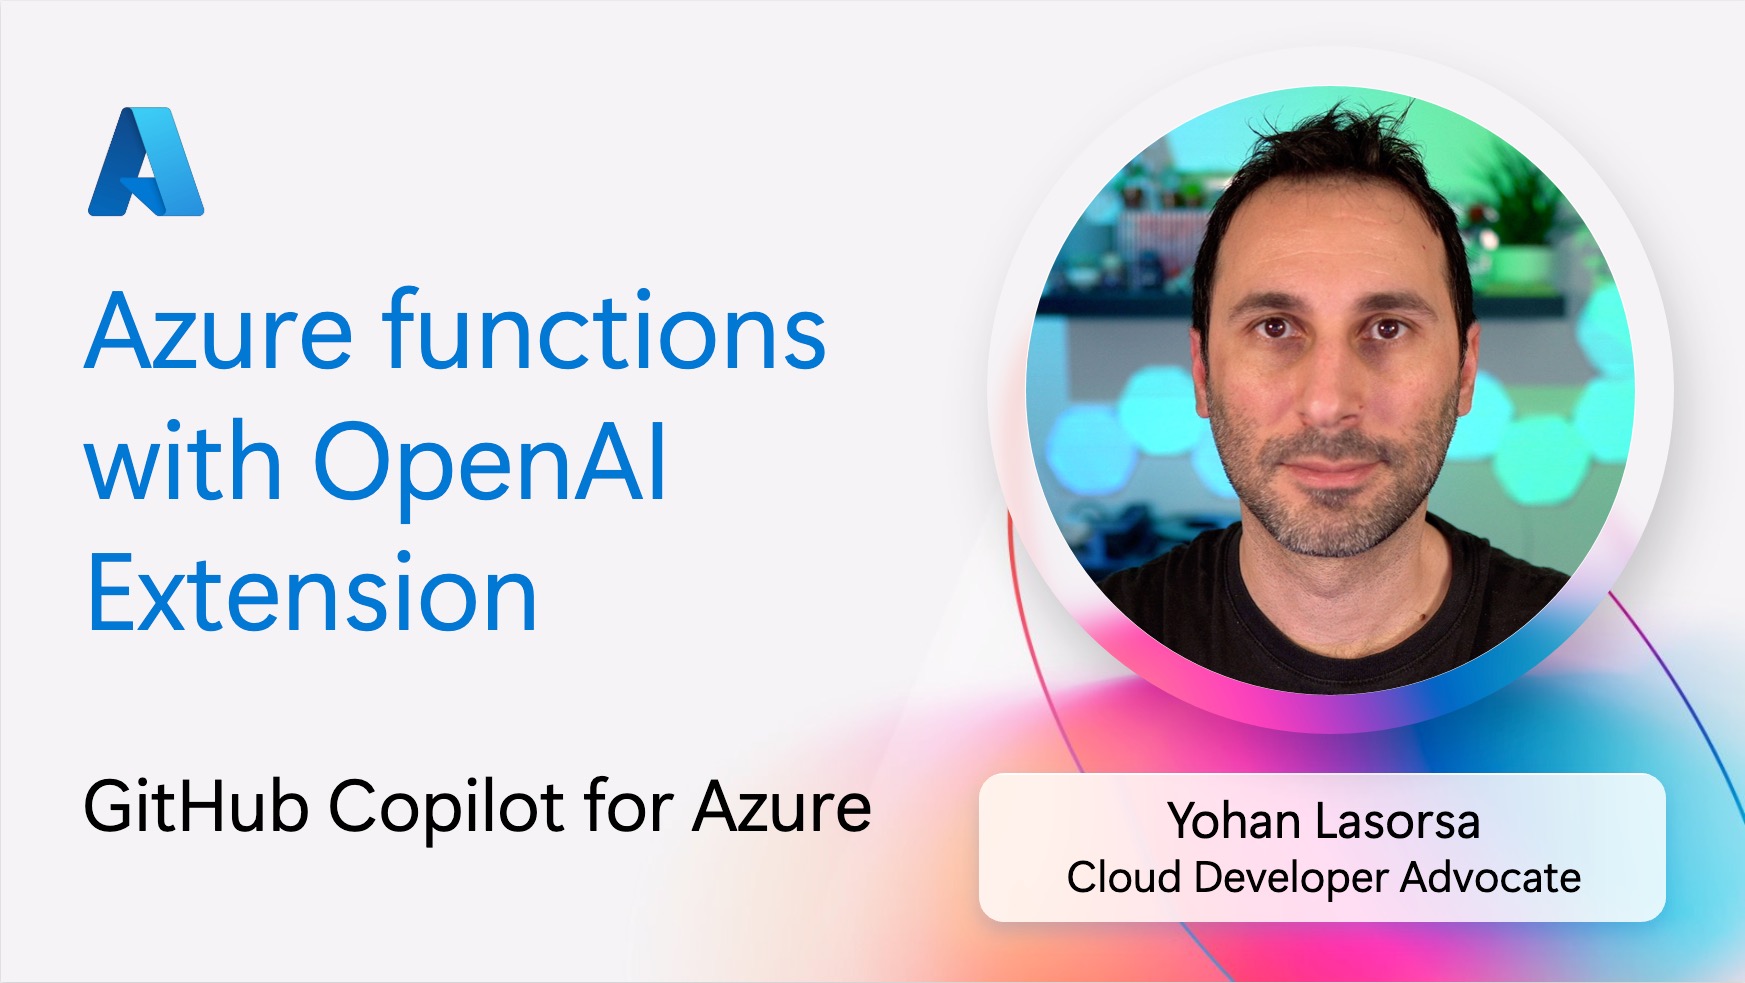 Azure functions
with OpenAI
Extension
GitHub Copilot for Azure
Yohan Lasorsa
Cloud Developer Advocate